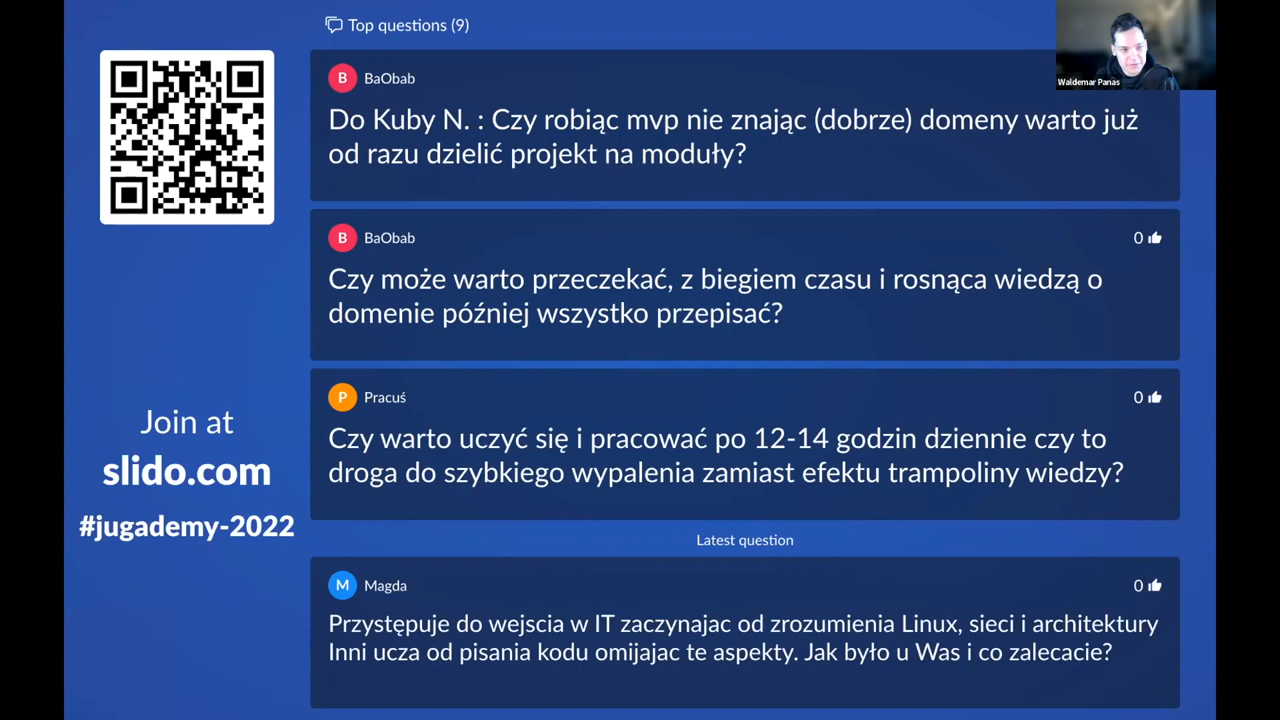 Top questions (9)
Waldemar Panas
B BaObab
Do Kuby N. : Czy robiąc mvp nie znając (dobrze) domeny warto już
od razu dzielić projekt na moduły?
B BaObab
0
Czy może warto przeczekać, z biegiem czasu i rosnąca wiedzą o
domenie później wszystko przepisać?
P Pracuś
0
Czy warto uczyć się i pracować po 12-14 godzin dziennie czy to
droga do szybkiego wypalenia zamiast efektu trampoliny wiedzy?
Join at
slido.com
#jugademy-2022
Latest question
M Magda
0
Przystępuje do wejscia w IT zaczynajac od zrozumienia Linux, sieci i architektury
Inni ucza od pisania kodu omijajac te aspekty. Jak było u Was i co zalecacie?